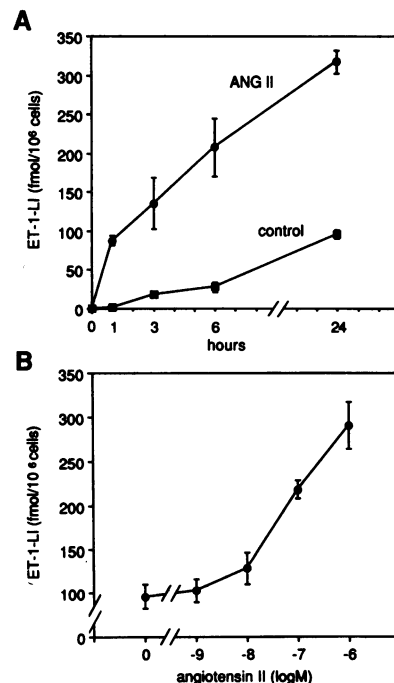 A
350
300
250
200
150
100
50
0
ET-1-LI (fmol/10⁶ cells)
ANG II
control
0 1 3 6 24
hours
B
350
300
250
200
150
100
0
ET-1-LI (fmol/10⁶ cells)
0 -9 -8 -7 -6
angiotensin II (logM)